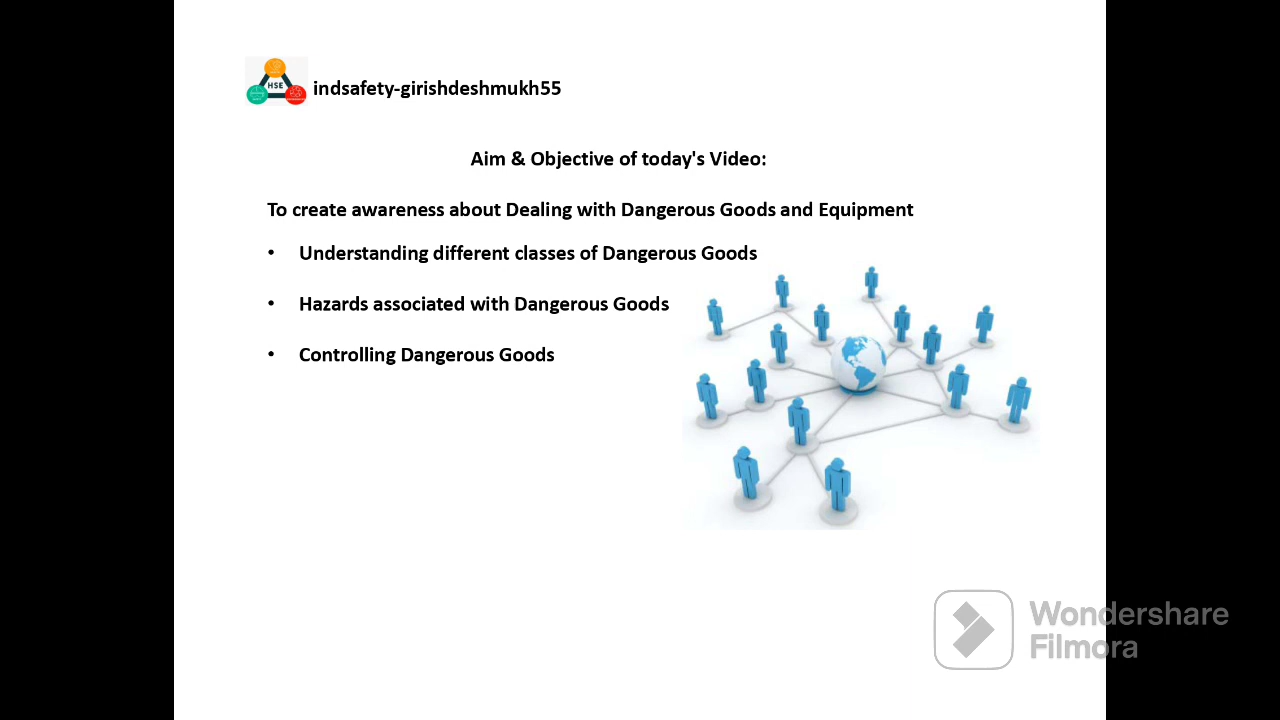 HSE
indsafety-girishdeshmukh55
Aim & Objective of today's Video:
To create awareness about Dealing with Dangerous Goods and Equipment
• Understanding different classes of Dangerous Goods
• Hazards associated with Dangerous Goods
• Controlling Dangerous Goods
Wondershare
Filmora